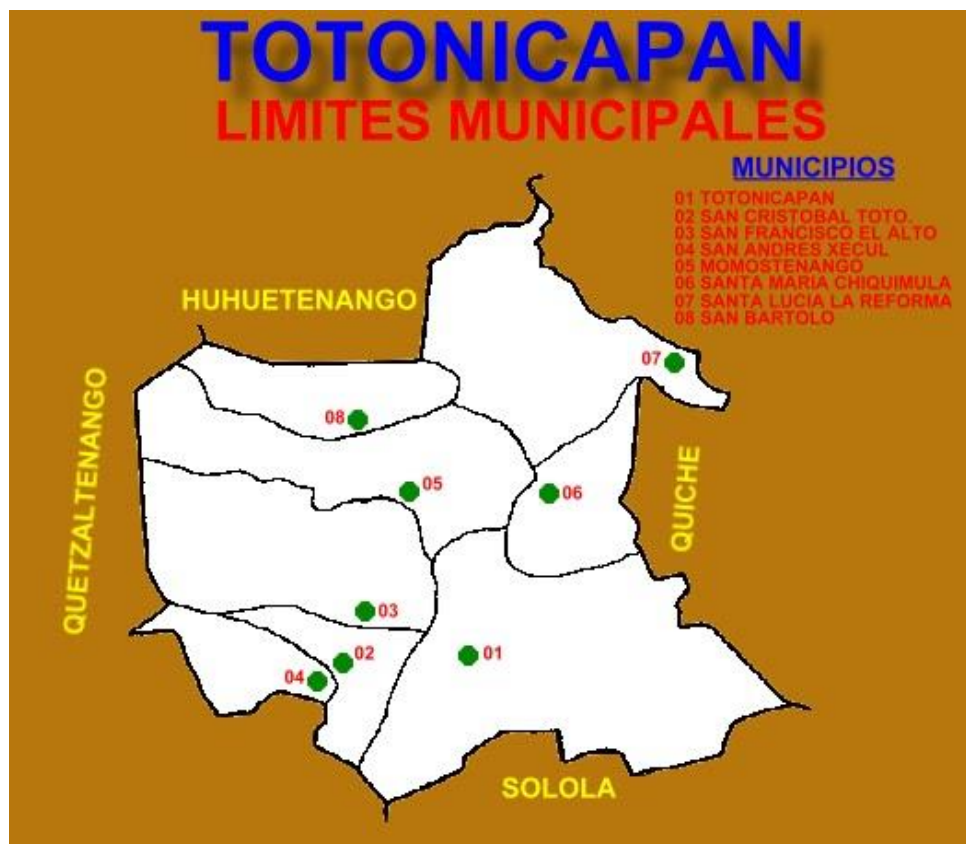 TOTONICAPAN
LIMITES MUNICIPALES
MUNICIPIOS
01 TOTONICAPAN
02 SAN CRISTOBAL TOTO.
03 SAN FRANCISCO EL ALTO
04 SAN ANDRES XECUL
05 MOMOSTENANGO
06 SANTA MARIA CHIQUIMULA
07 SANTA LUCIA LA REFORMA
08 SAN BARTOLO
HUHUETENANGO
QUETZALTENANGO
QUICHE
SOLOLA
07
08
05
06
03
02
01
04